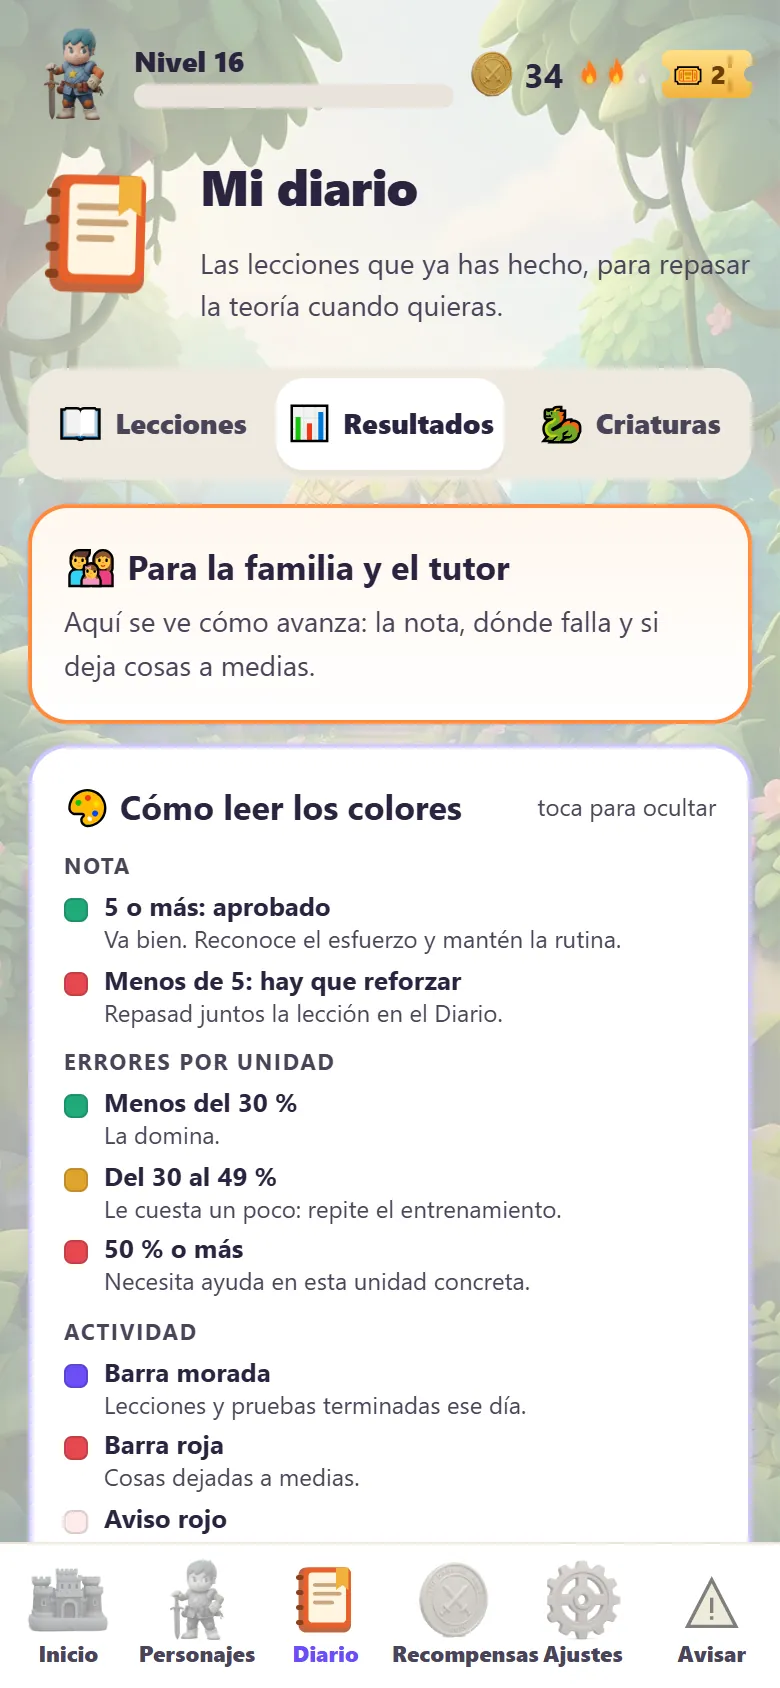 Nivel 16
34
2
Mi diario
Las lecciones que ya has hecho, para repasar
la teoría cuando quieras.
Lecciones
Resultados
Criaturas
Para la familia y el tutor
Aquí se ve cómo avanza: la nota, dónde falla y si
deja cosas a medias.
Cómo leer los colores
toca para ocultar
NOTA
5 o más: aprobado
Va bien. Reconoce el esfuerzo y mantén la rutina.
Menos de 5: hay que reforzar
Repasad juntos la lección en el Diario.
ERRORES POR UNIDAD
Menos del 30 %
La domina.
Del 30 al 49 %
Le cuesta un poco: repite el entrenamiento.
50 % o más
Necesita ayuda en esta unidad concreta.
ACTIVIDAD
Barra morada
Lecciones y pruebas terminadas ese día.
Barra roja
Cosas dejadas a medias.
Aviso rojo
Inicio
Personajes
Diario
Recompensas
Ajustes
Avisar